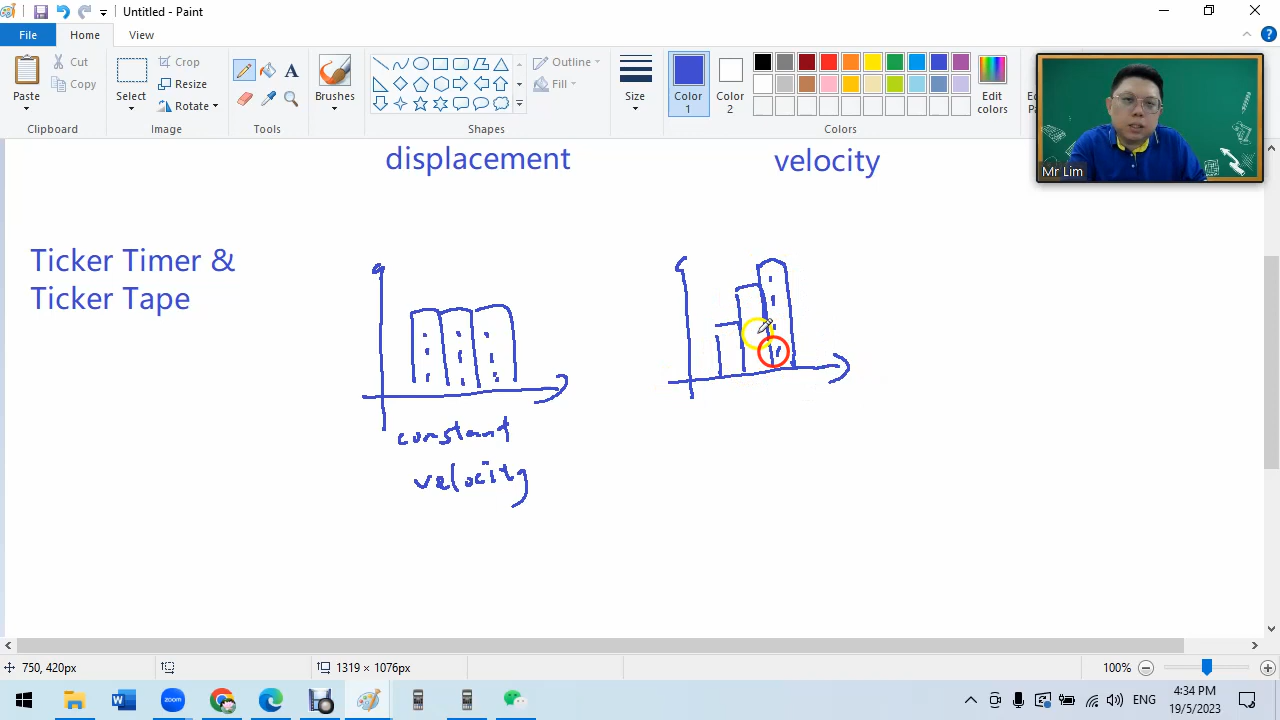 Untitled - Paint
File
Home
View
Paste
Cut
Copy
Clipboard
Select
Crop
Resize
Rotate
Image
Tools
Brushes
Shapes
Outline
Fill
Size
Color
1
Color
2
Colors
Edit
colors
displacement
velocity
Mr Lim
Ticker Timer &
Ticker Tape
constant
velocity
750, 420px
1319 × 1076px
100%
zoom
ENG
4:34 PM
19/5/2023